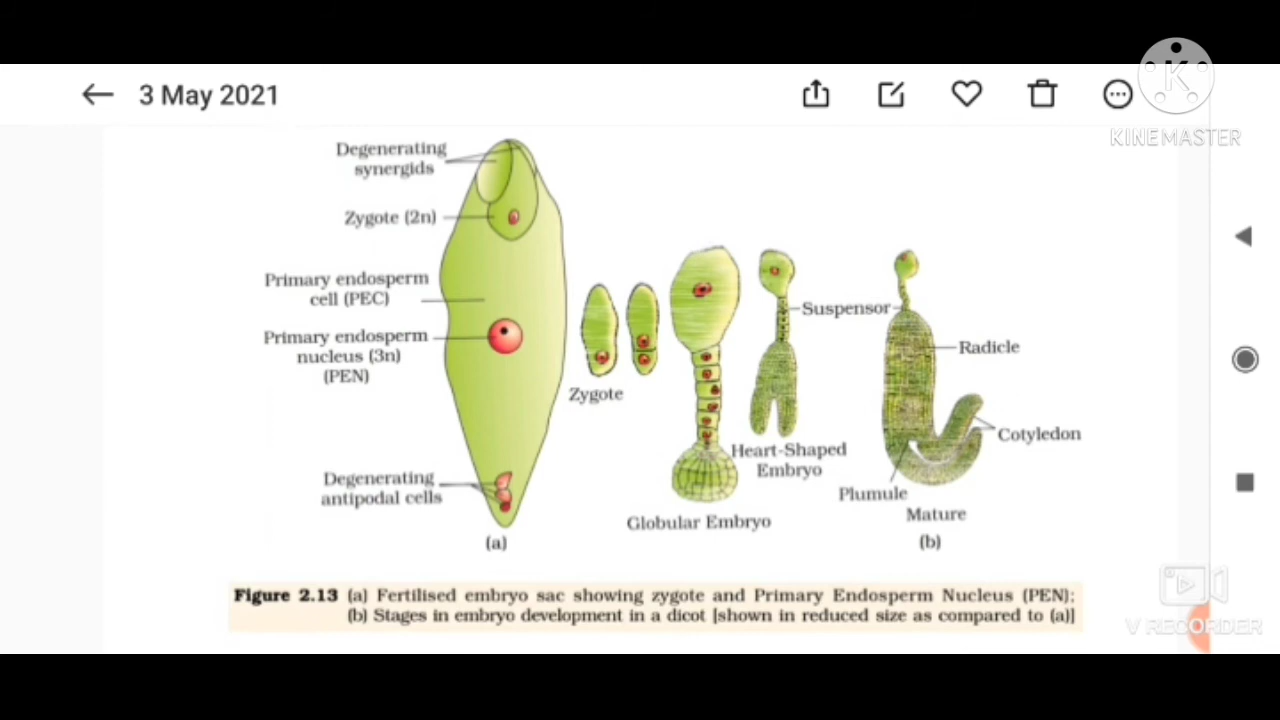 3 May 2021
KINEMASTER
Degenerating
synergids
Zygote (2n)
Primary endosperm
cell (PEC)
Primary endosperm
nucleus (3n)
(PEN)
Degenerating
antipodal cells
(a)
Zygote
Globular Embryo
Heart-Shaped
Embryo
Suspensor
Radicle
Cotyledon
Plumule
Mature
(b)
Figure 2.13 (a) Fertilised embryo sac showing zygote and Primary Endosperm Nucleus (PEN);
(b) Stages in embryo development in a dicot [shown in reduced size as compared to (a)]
V RECORDER